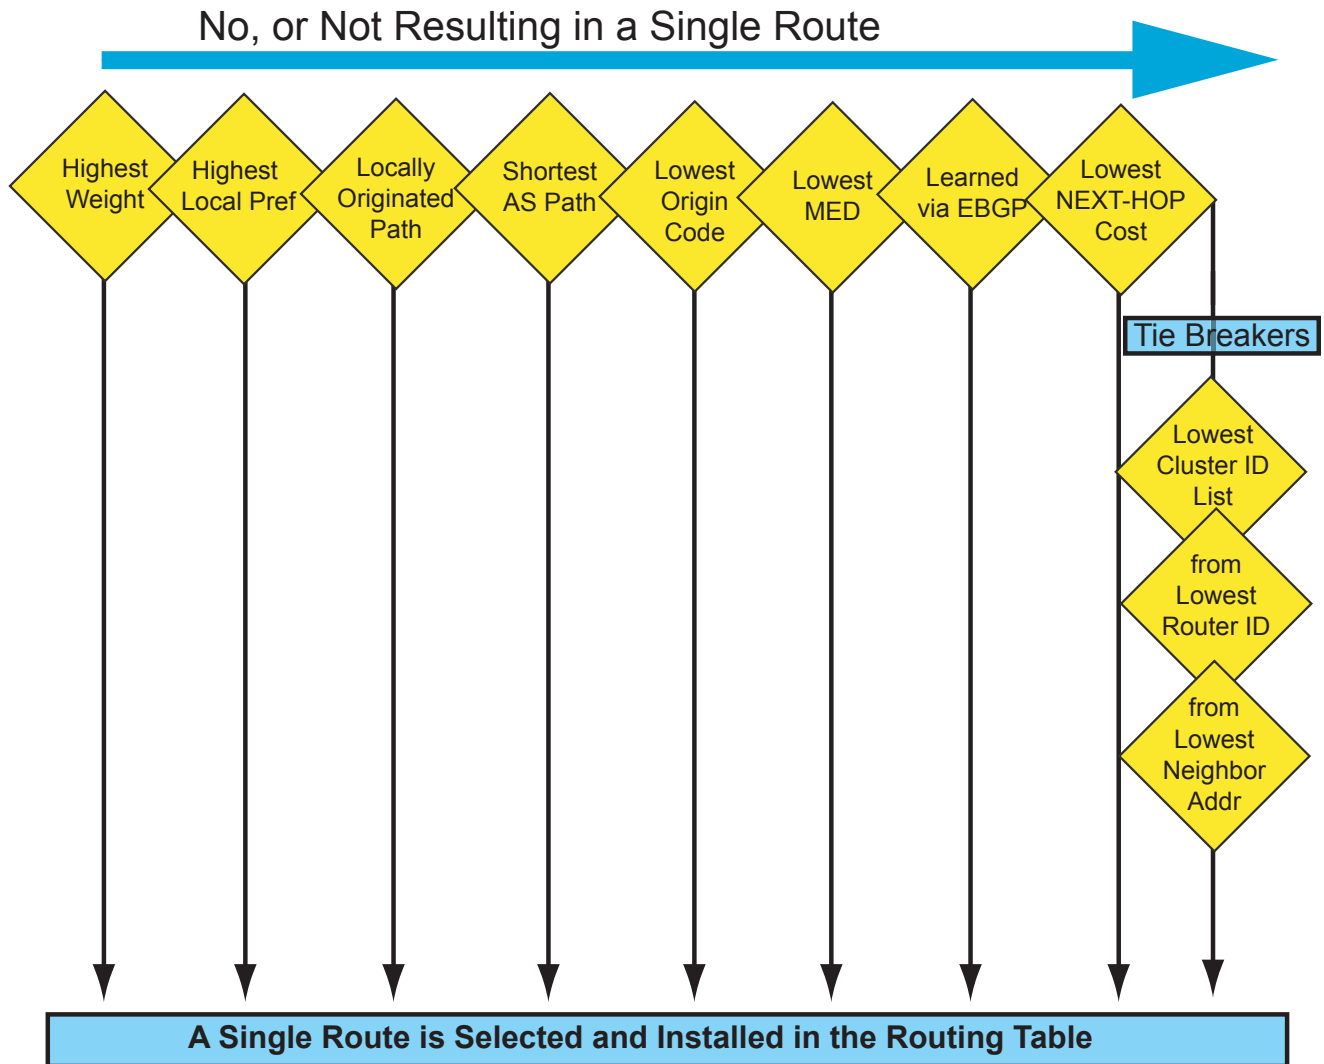 No, or Not Resulting in a Single Route
Highest
Weight
Highest
Local Pref
Locally
Originated
Path
Shortest
AS Path
Lowest
Origin
Code
Lowest
MED
Learned
via EBGP
Lowest
NEXT-HOP
Cost
Tie Breakers
Lowest
Cluster ID
List
from
Lowest
Router ID
from
Lowest
Neighbor
Addr
A Single Route is Selected and Installed in the Routing Table